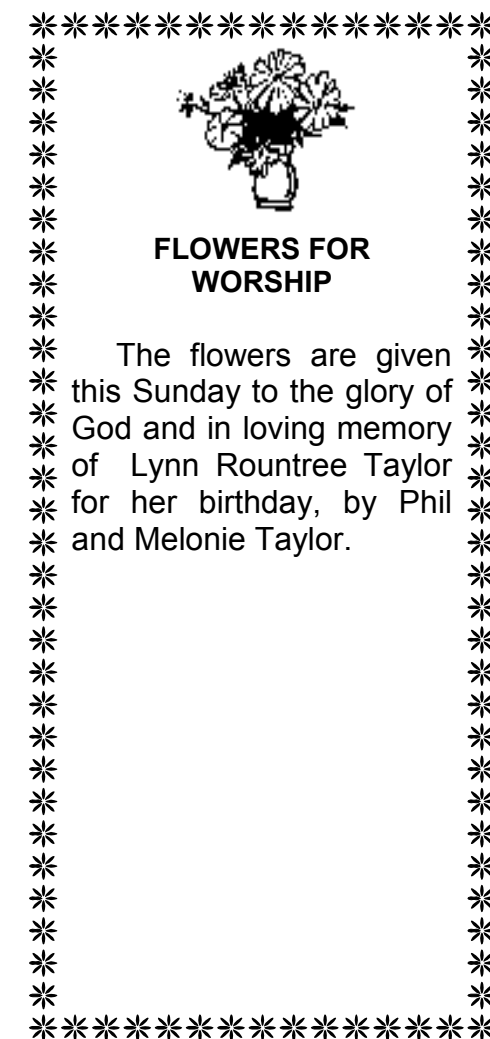 FLOWERS FOR
WORSHIP
The flowers are given
this Sunday to the glory of
God and in loving memory
of Lynn Rountree Taylor
for her birthday, by Phil
and Melonie Taylor.